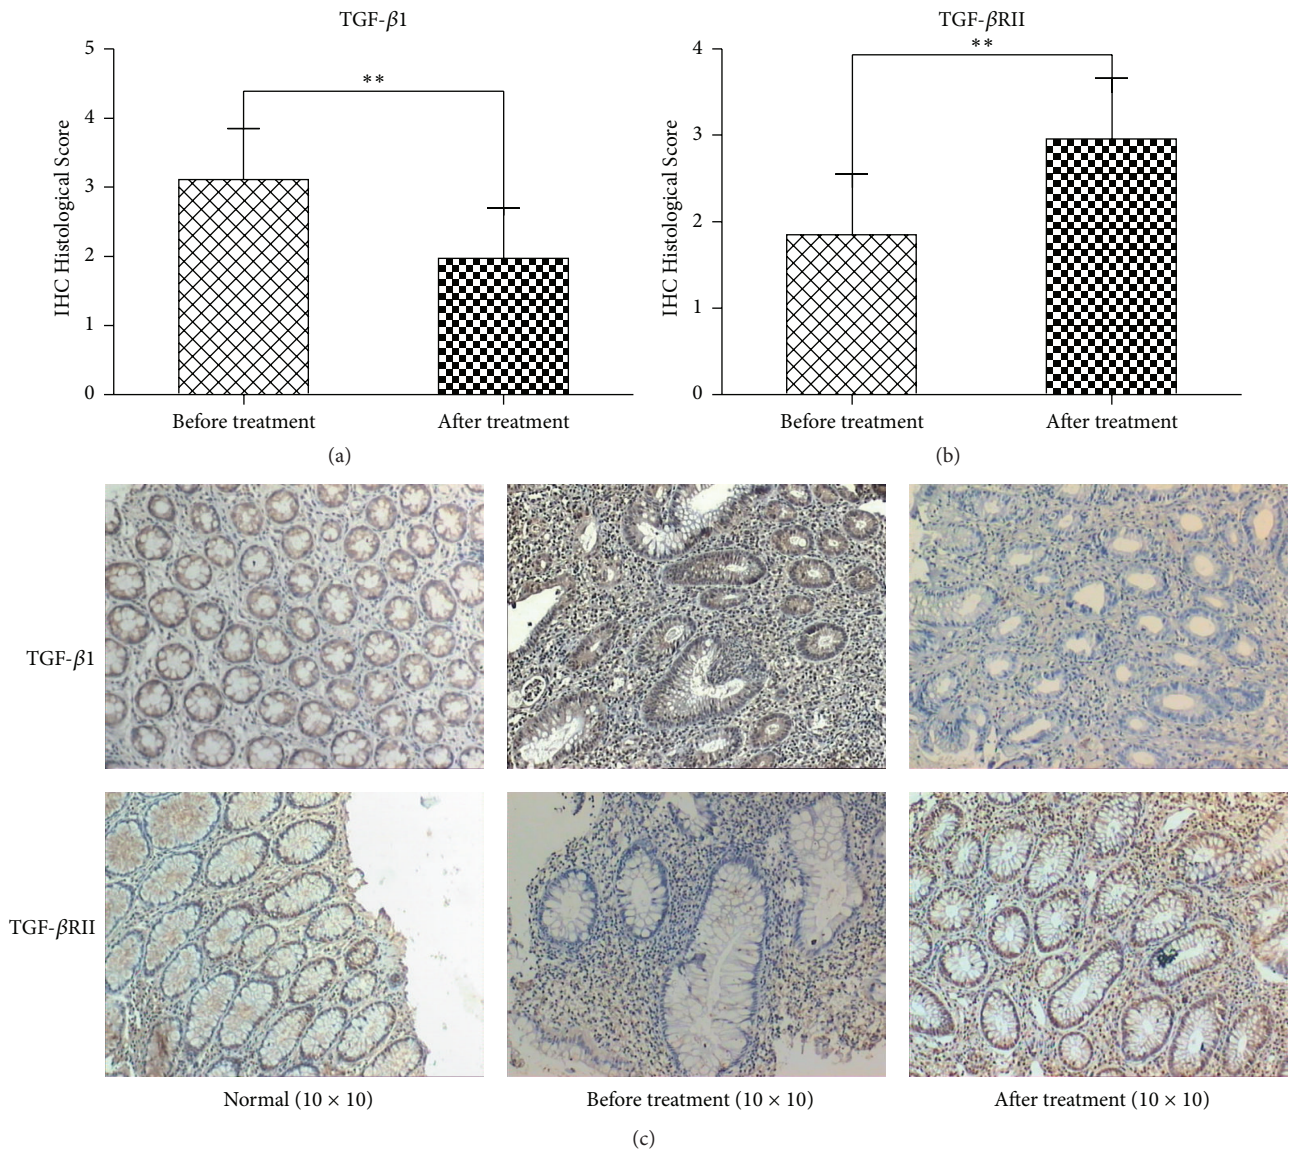 TGF-β1
IHC Histological Score
5
4
3
2
1
0
**
Before treatment
After treatment
(a)
TGF-βRII
IHC Histological Score
4
3
2
1
0
**
Before treatment
After treatment
(b)
TGF-β1
TGF-βRII
Normal (10 × 10)
Before treatment (10 × 10)
After treatment (10 × 10)
(c)